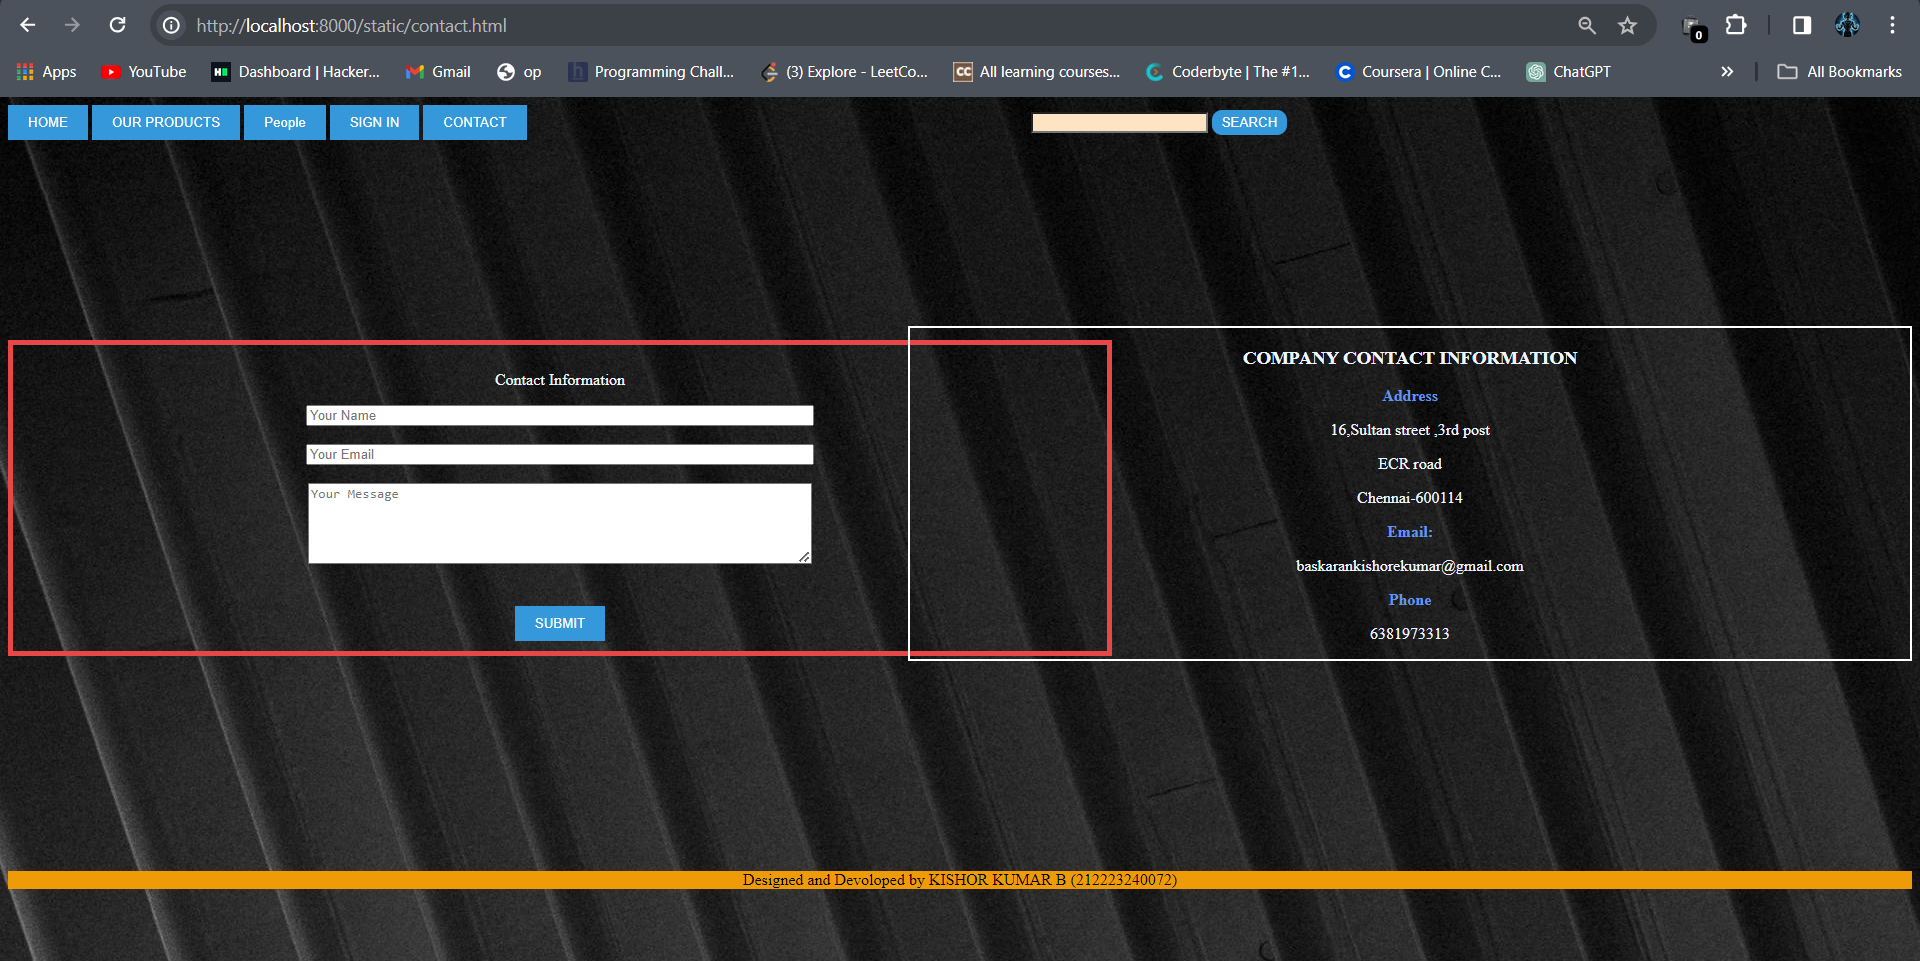 http://localhost:8000/static/contact.html
0
Apps YouTube Dashboard | Hacker... Gmail op Programming Chall... (3) Explore - LeetCo... CC All learning courses... Coderbyte | The #1... C Coursera | Online C... ChatGPT » All Bookmarks
HOME OUR PRODUCTS People SIGN IN CONTACT SEARCH
Contact Information
Your Name
Your Email
Your Message
SUBMIT
COMPANY CONTACT INFORMATION
Address
16,Sultan street ,3rd post
ECR road
Chennai-600114
Email:
baskarankishorekumar@gmail.com
Phone
6381973313
Designed and Devoloped by KISHOR KUMAR B (212223240072)